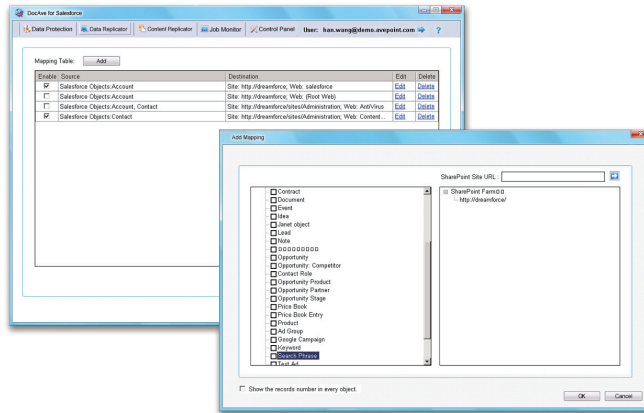 DocAve for Salesforce
Data Protection Data Replicator Content Replicator Job Monitor Control Panel User: han.wang@demo.avepoint.com ?
Mapping Table: Add
Enable Source Destination Edit Delete
Salesforce Objects:Account Site: http://dreamforce; Web: salesforce Edit Delete
Salesforce Objects:Account Site: http://dreamforce; Web: (Root Web) Edit Delete
Salesforce Objects:Account, Contact Site: http://dreamforce/sites/Administration; Web: AntiVirus Edit Delete
Salesforce Objects:Contact Site: http://dreamforce/sites/Administration; Web: Content... Edit Delete
Add Mapping
SharePoint Site URL :
Contract
Document
Event
Idea
Janet object
Lead
Note
Opportunity
Opportunity: Competitor
Contact Role
Opportunity Product
Opportunity Partner
Opportunity Stage
Price Book
Price Book Entry
Product
Ad Group
Google Campaign
Keyword
Search Phrase
Text Ad
SharePoint Farm
http://dreamforce/
Show the records number in every object.
OK Cancel